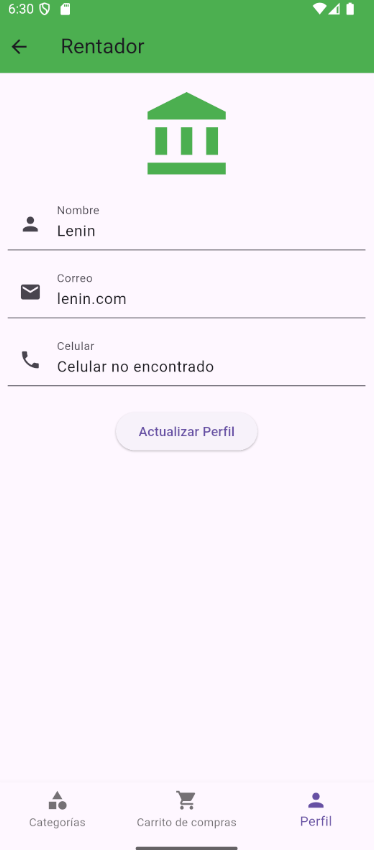 6:30
Rentador
Nombre
Lenin
Correo
lenin.com
Celular
Celular no encontrado
Actualizar Perfil
Categorías
Carrito de compras
Perfil